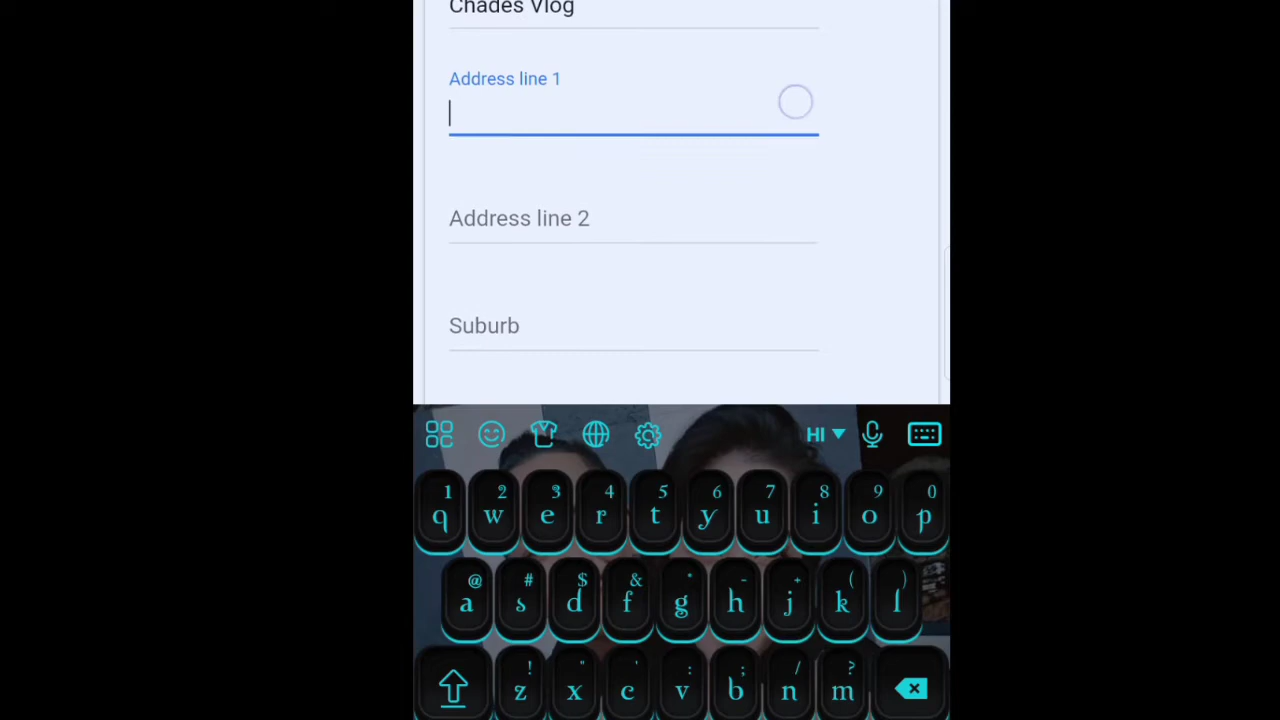 Chades Vlog
Address line 1
Address line 2
Suburb
HI
1 2 3 4 5 6 7 8 9 0
q w e r t y u i o p
@ # $ & * - + ( )
a s d f g h j k l
! " ' : ; / ?
z x c v b n m